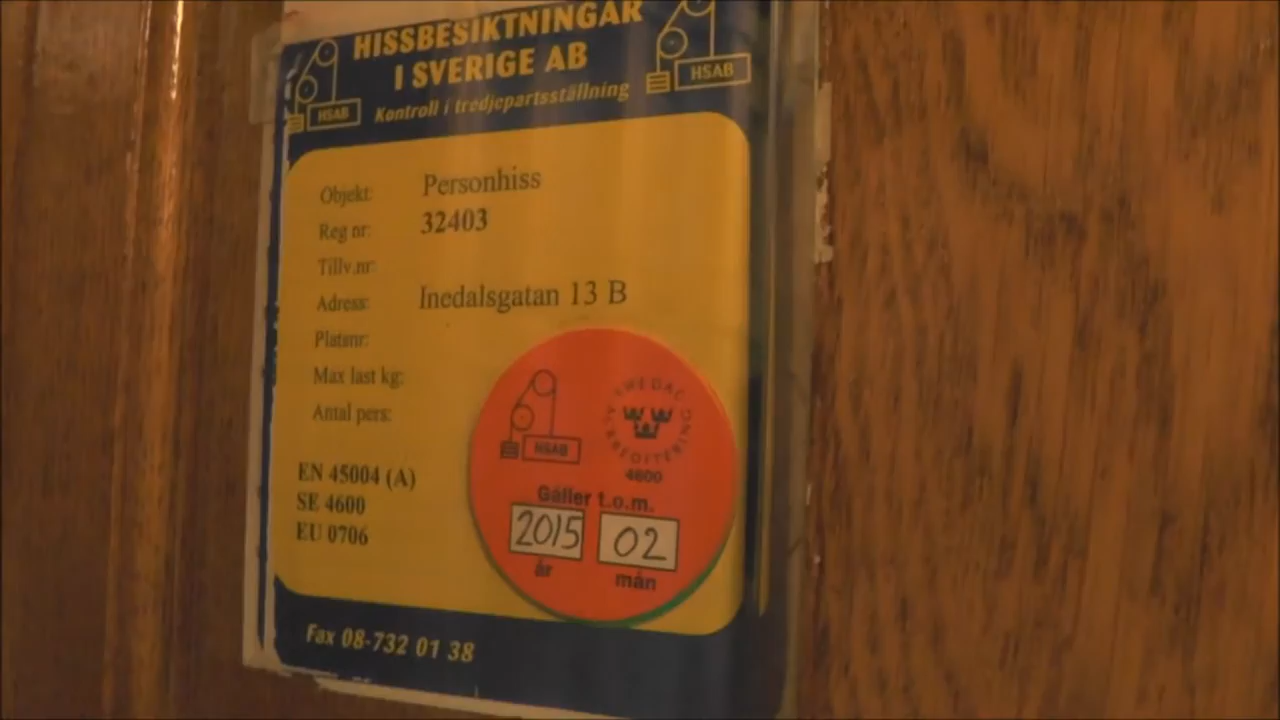 HISSBESIKTNINGAR
I SVERIGE AB
HSAB
HSAB
Kontroll i tredjepartsställning
Objekt: Personhiss
Reg nr: 32403
Tillv.nr:
Adress: Inedalsgatan 13 B
Platsnr:
Max last kg:
Antal pers:
EN 45004 (A)
SE 4600
EU 0706
HSAB
SWEDAC
ACKREDITERING
4600
Gäller t.o.m.
2015 02
år mån
Fax 08-732 01 38